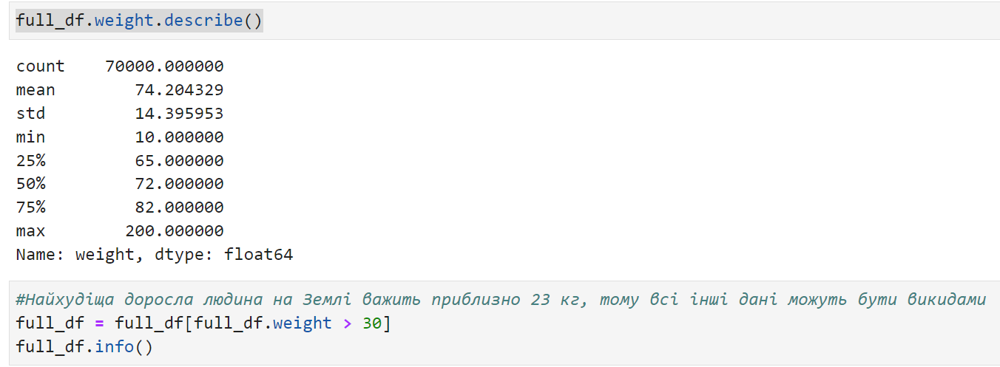 full_df.weight.describe()
count    70000.000000
mean        74.204329
std         14.395953
min         10.000000
25%         65.000000
50%         72.000000
75%         82.000000
max        200.000000
Name: weight, dtype: float64
#Найхудіща доросла людина на Землі важить приблизно 23 кг, тому всі інші дані можуть бути викидами
full_df = full_df[full_df.weight > 30]
full_df.info()